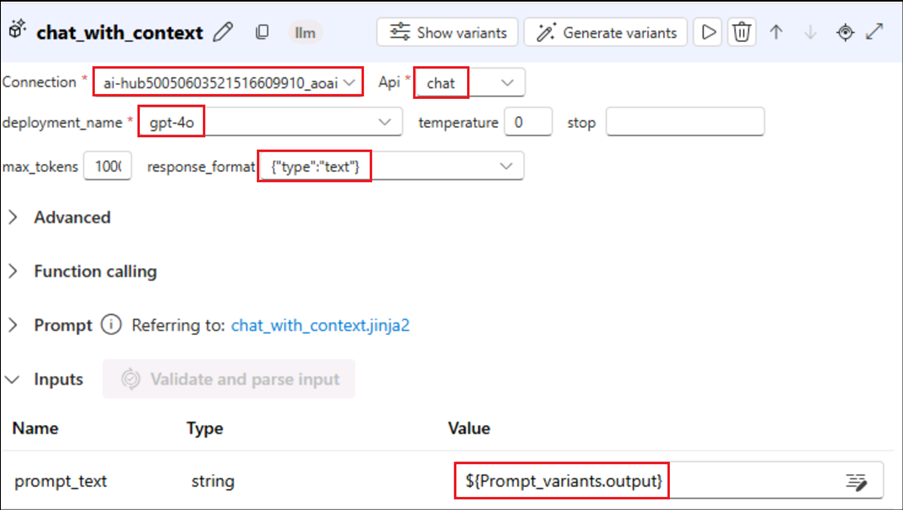 chat_with_context llm Show variants Generate variants
Connection * ai-hub50050603521516609910_aoai Api * chat
deployment_name * gpt-4o temperature 0 stop
max_tokens 1000 response_format {"type":"text"}
Advanced
Function calling
Prompt Referring to: chat_with_context.jinja2
Inputs Validate and parse input
Name Type Value
prompt_text string ${Prompt_variants.output}